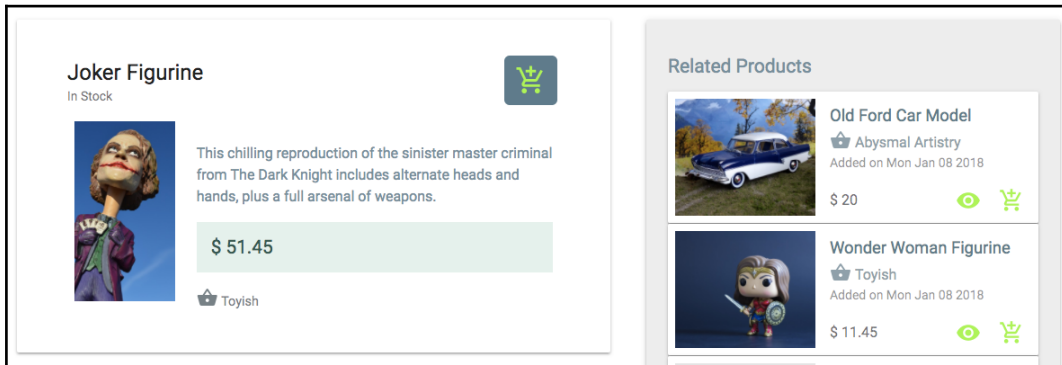 Joker Figurine
In Stock
This chilling reproduction of the sinister master criminal
from The Dark Knight includes alternate heads and
hands, plus a full arsenal of weapons.
$ 51.45
Toyish
Related Products
Old Ford Car Model
Abysmal Artistry
Added on Mon Jan 08 2018
$ 20
Wonder Woman Figurine
Toyish
Added on Mon Jan 08 2018
$ 11.45